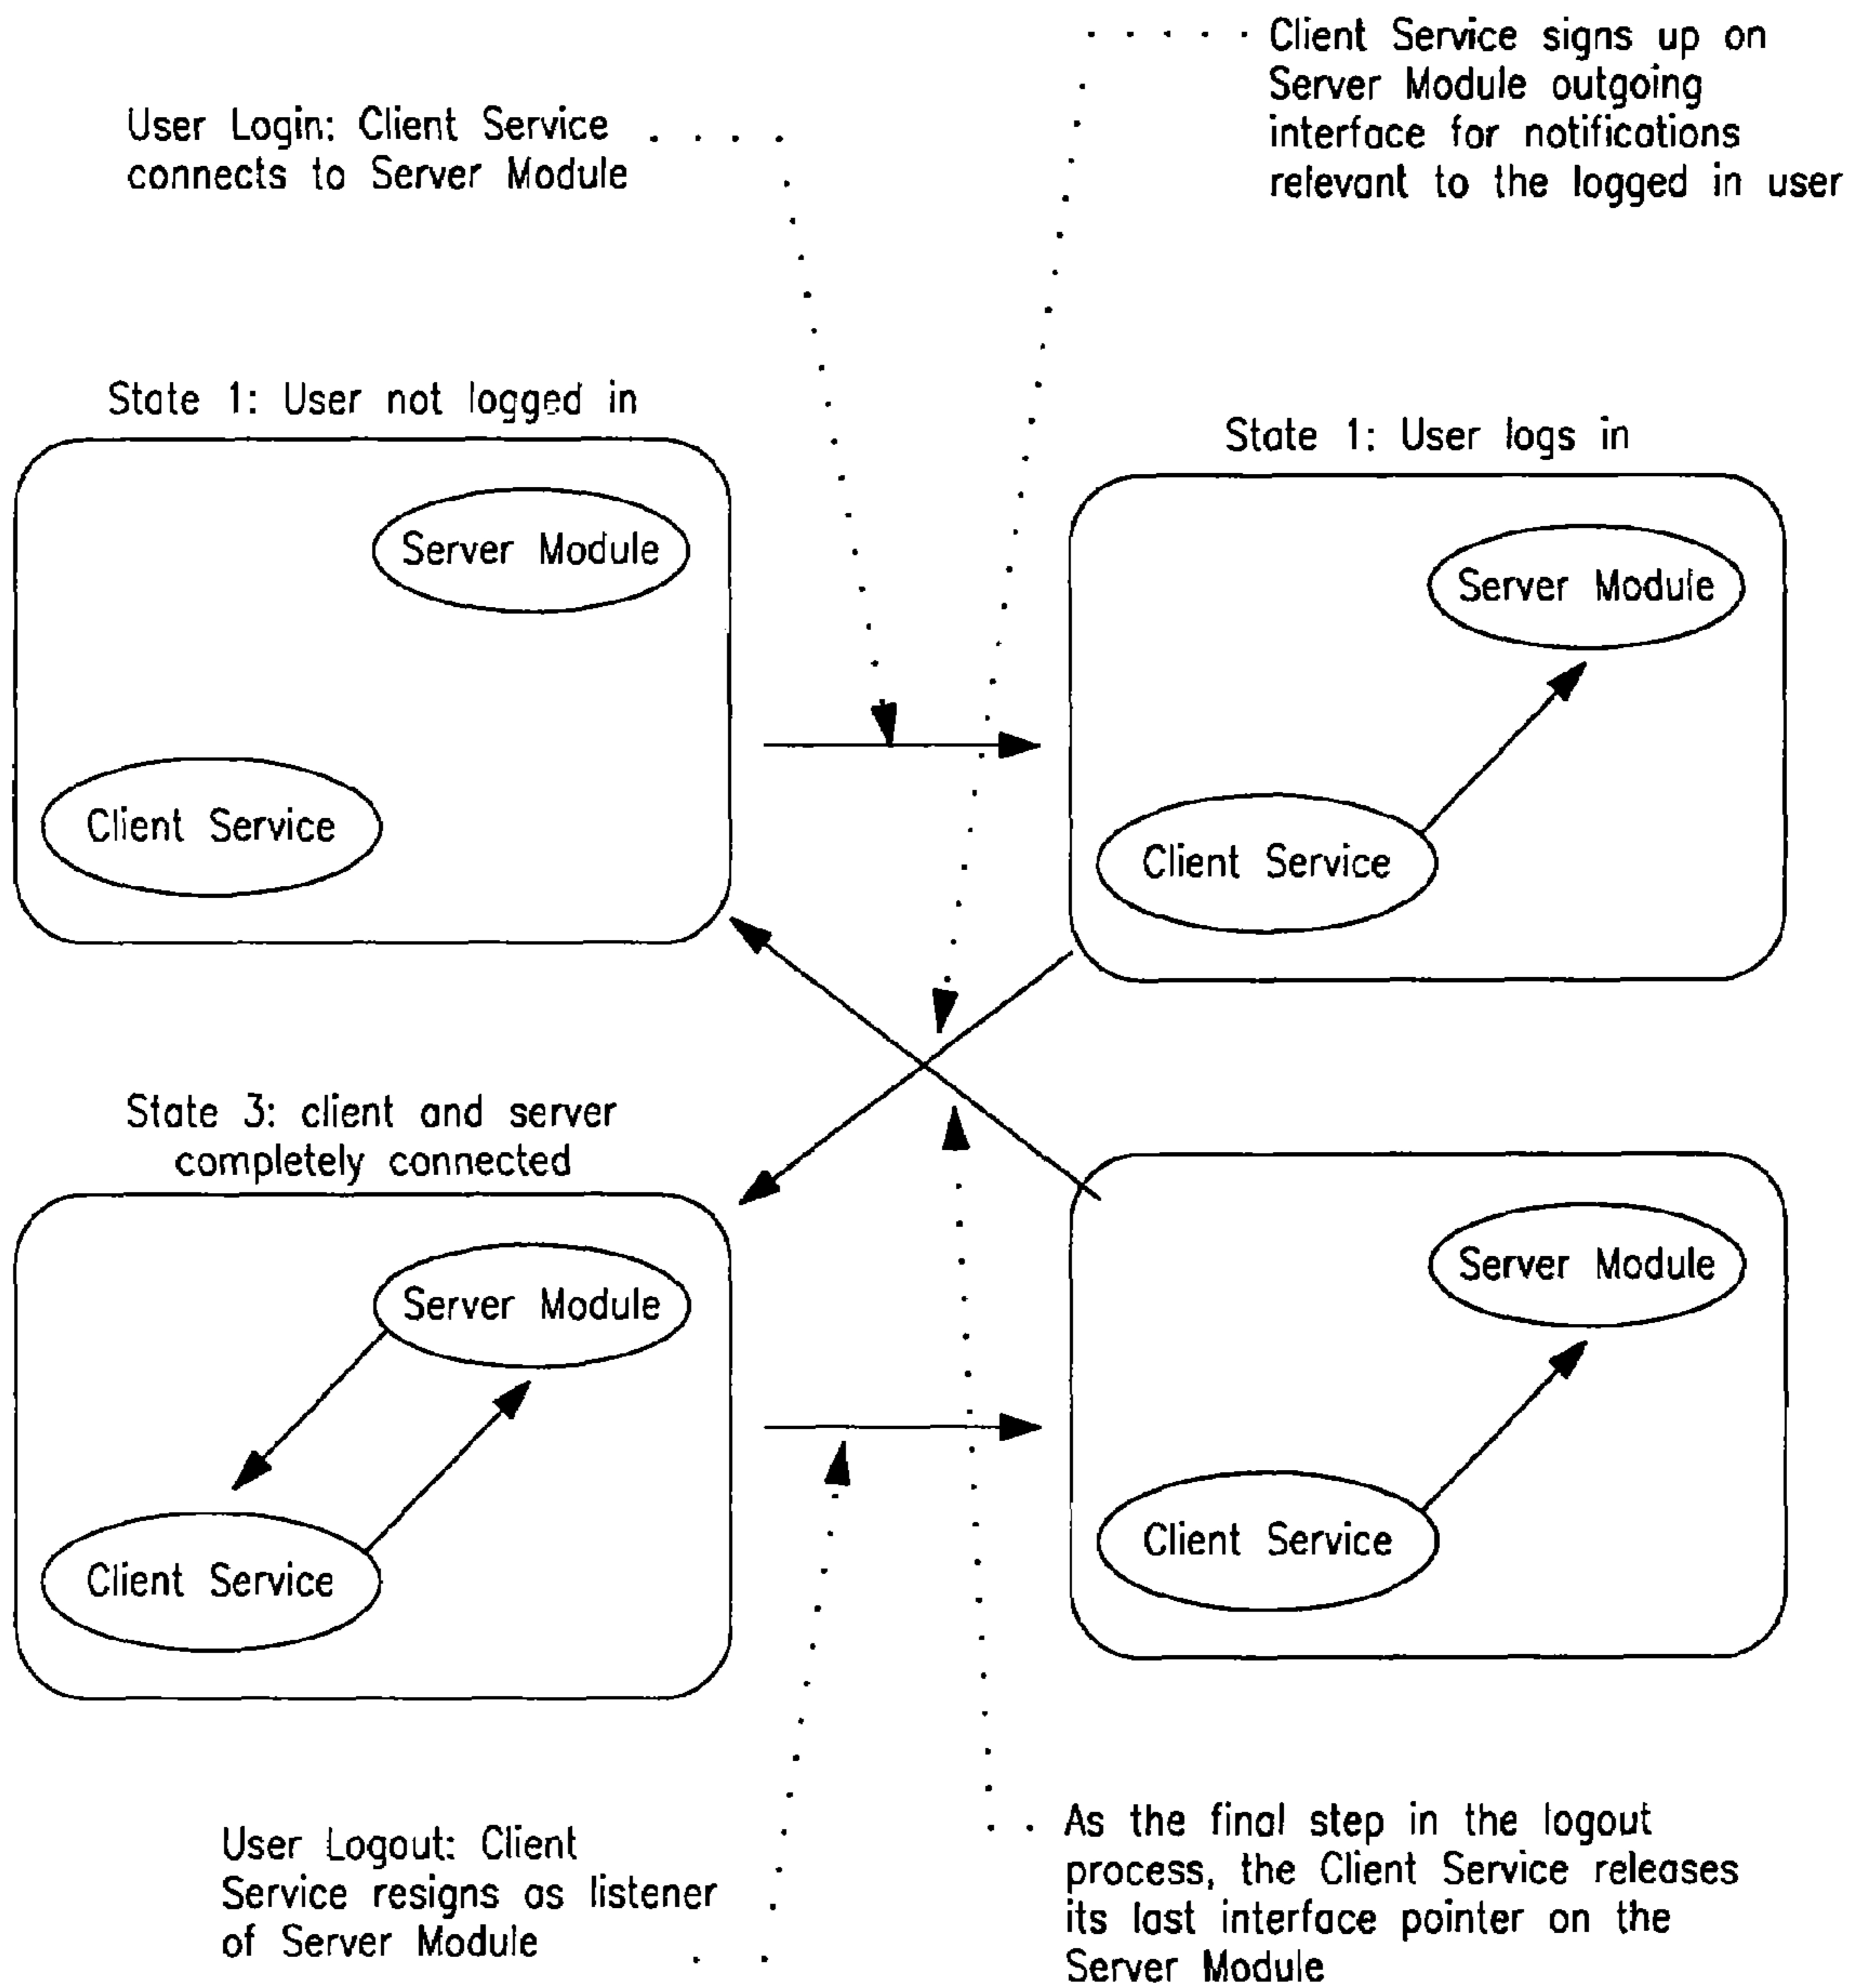 Client Service signs up on
Server Module outgoing
interface for notifications
relevant to the logged in user
User Login: Client Service
connects to Server Module
State 1: User not logged in
Server Module
Client Service
State 1: User logs in
Server Module
Client Service
State 3: client and server
completely connected
Server Module
Client Service
Server Module
Client Service
User Logout: Client
Service resigns as listener
of Server Module
As the final step in the logout
process, the Client Service releases
its last interface pointer on the
Server Module